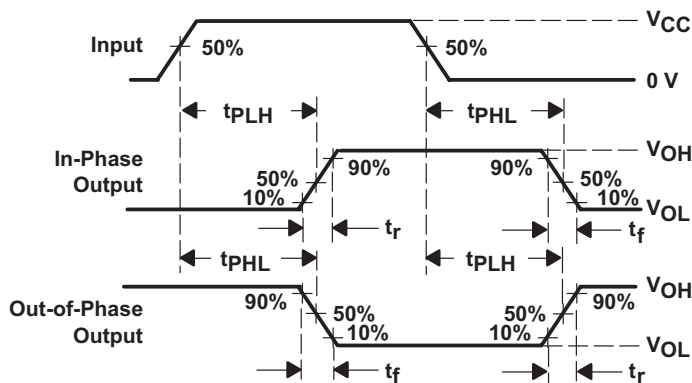 VCC
Input
50%
50%
0 V
tPLH
tPHL
In-Phase
Output
VOH
90%
90%
50%
50%
10%
10%
VOL
tr
tf
tPHL
tPLH
Out-of-Phase
Output
VOH
90%
90%
50%
50%
10%
10%
VOL
tf
tr